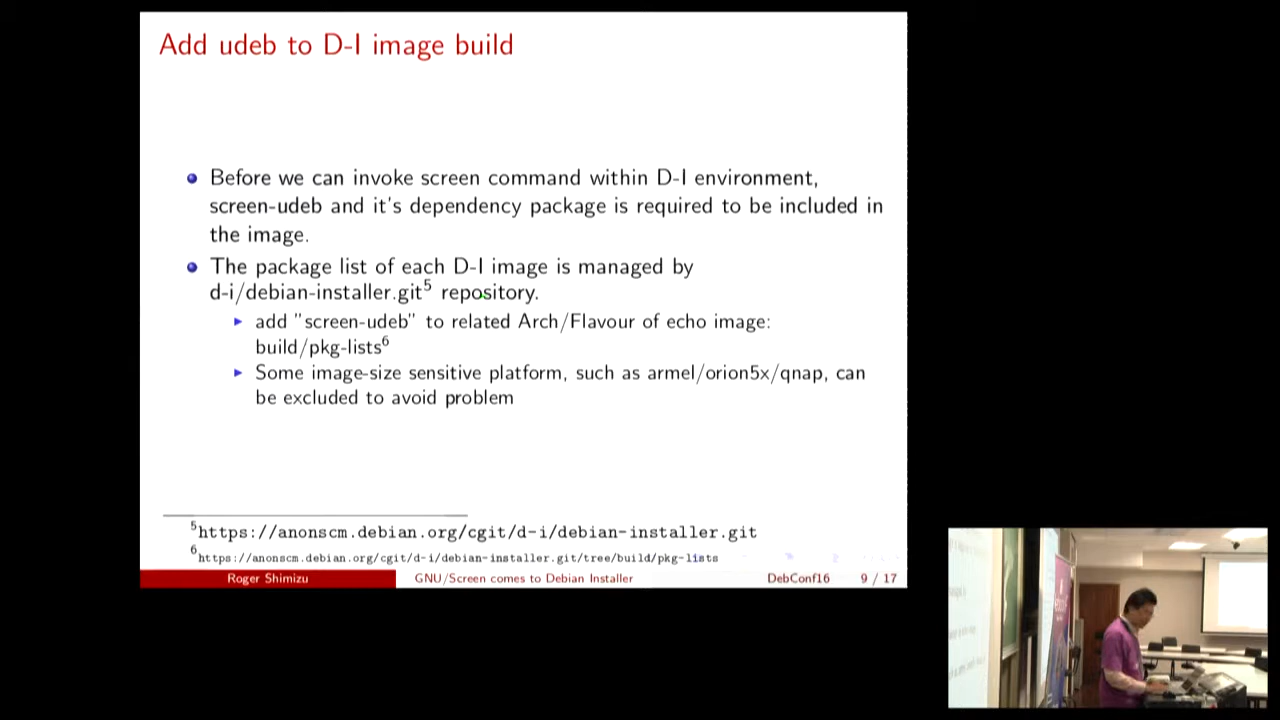 Add udeb to D-I image build
Before we can invoke screen command within D-I environment,
screen-udeb and it's dependency package is required to be included in
the image.
The package list of each D-I image is managed by
d-i/debian-installer.git5 repository.
add "screen-udeb" to related Arch/Flavour of echo image:
build/pkg-lists6
Some image-size sensitive platform, such as armel/orion5x/qnap, can
be excluded to avoid problem
5https://anonscm.debian.org/cgit/d-i/debian-installer.git
6https://anonscm.debian.org/cgit/d-i/debian-installer.git/tree/build/pkg-lists
Roger Shimizu GNU/Screen comes to Debian Installer DebConf16 9 / 17